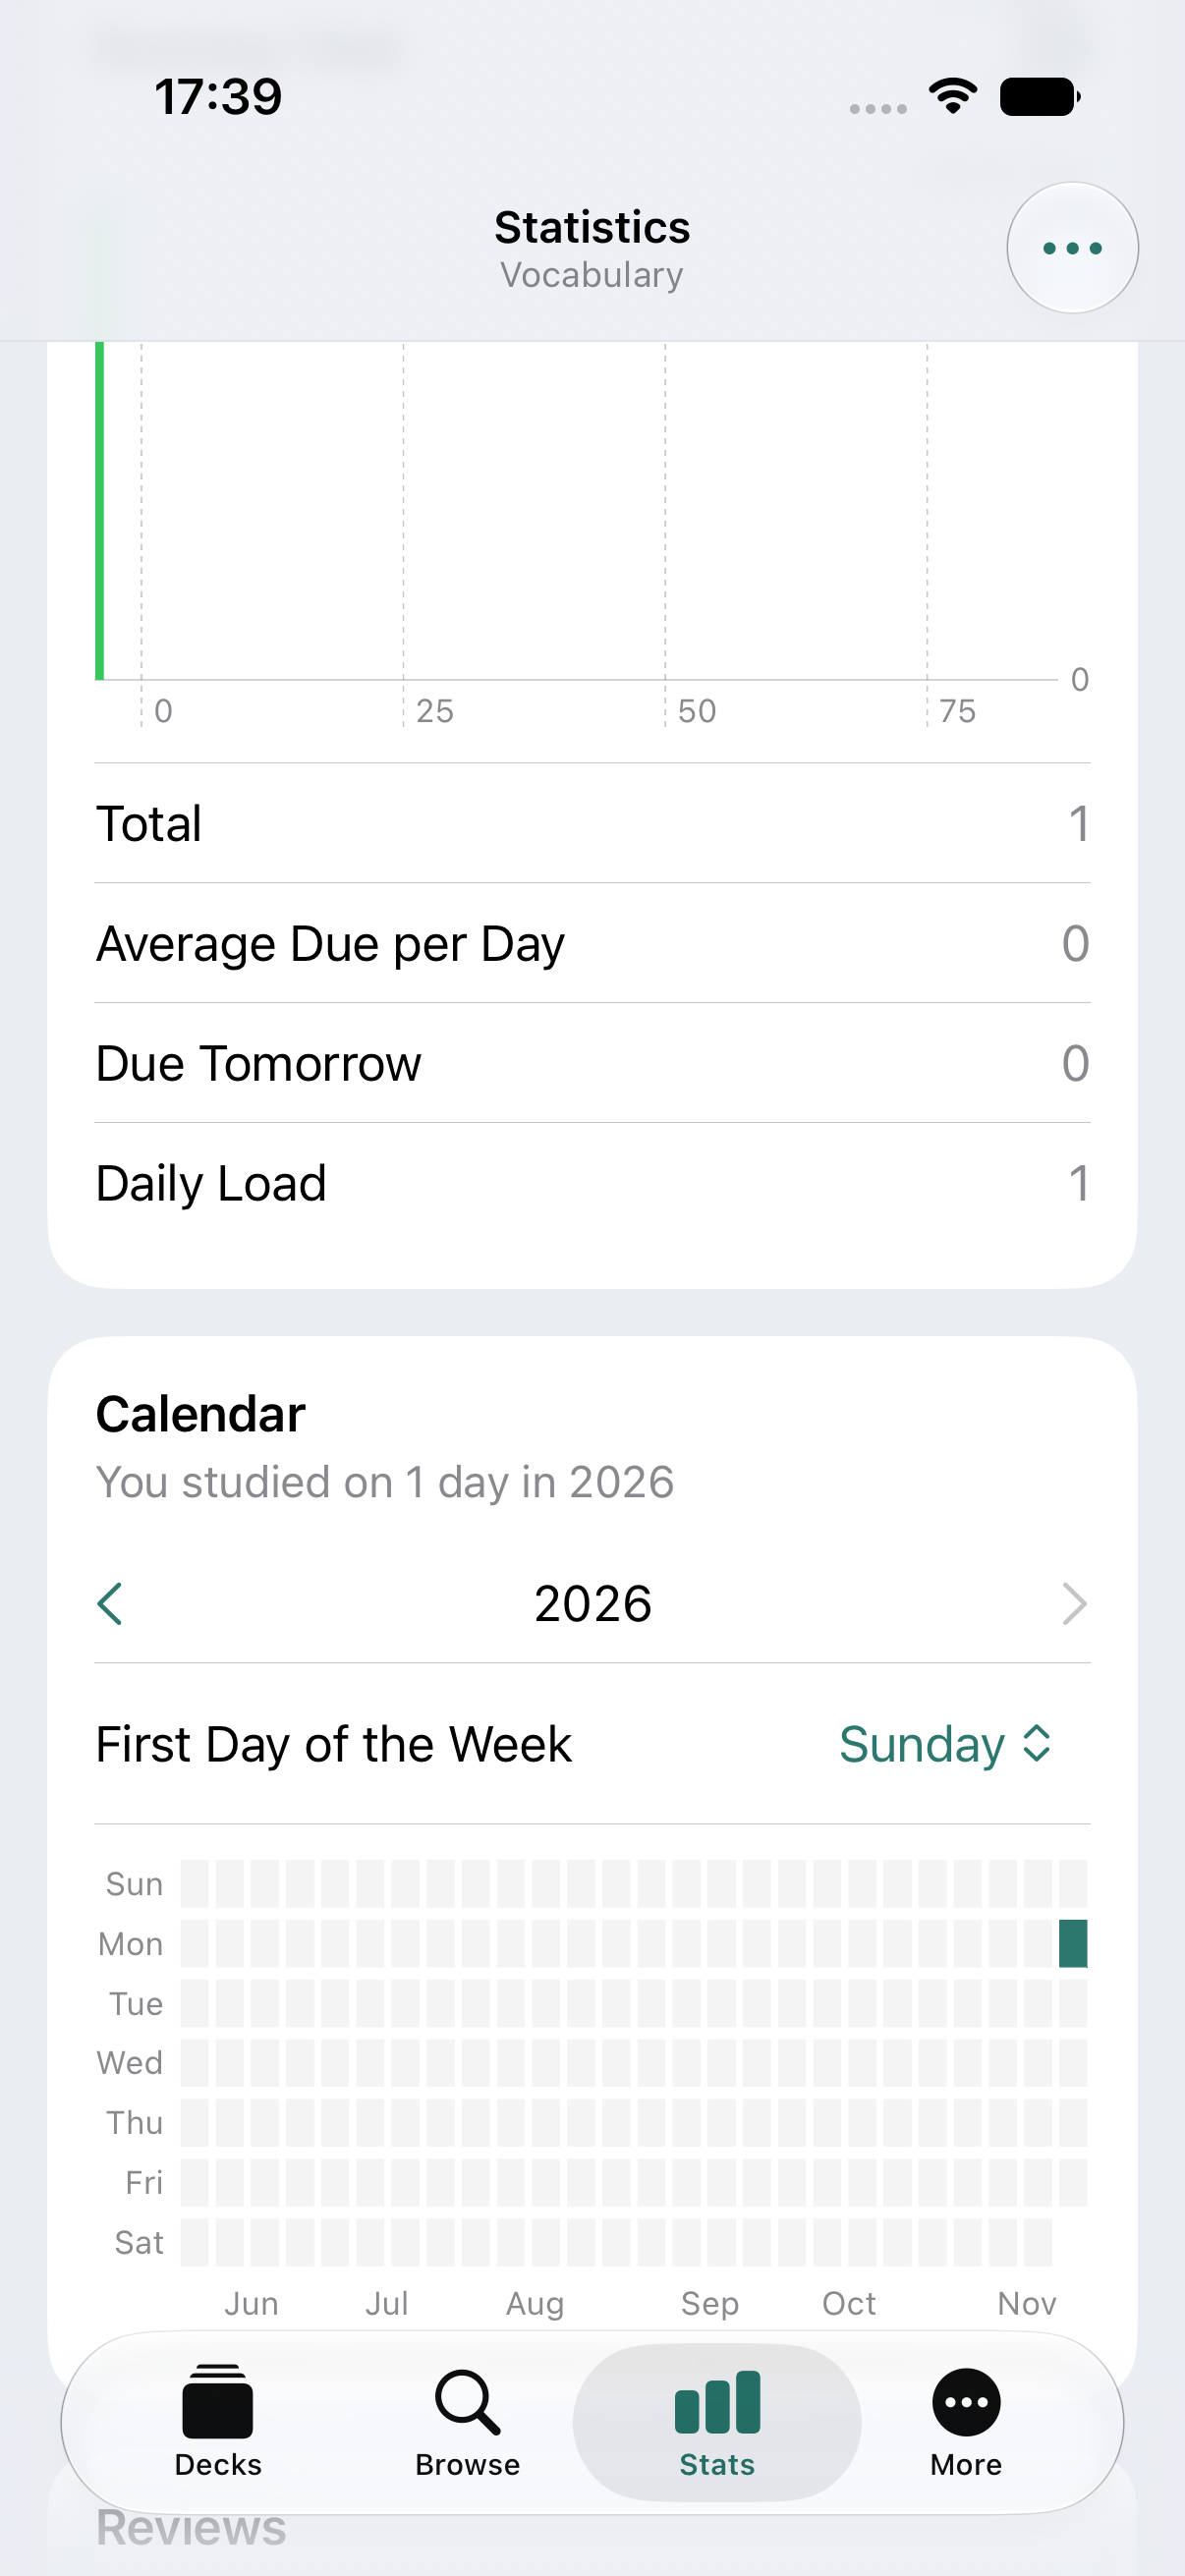 17:39
Statistics
Vocabulary
0
0 25 50 75
Total 1
Average Due per Day 0
Due Tomorrow 0
Daily Load 1
Calendar
You studied on 1 day in 2026
2026
First Day of the Week Sunday
Sun
Mon
Tue
Wed
Thu
Fri
Sat
Jun Jul Aug Sep Oct Nov
Decks Browse Stats More
Reviews